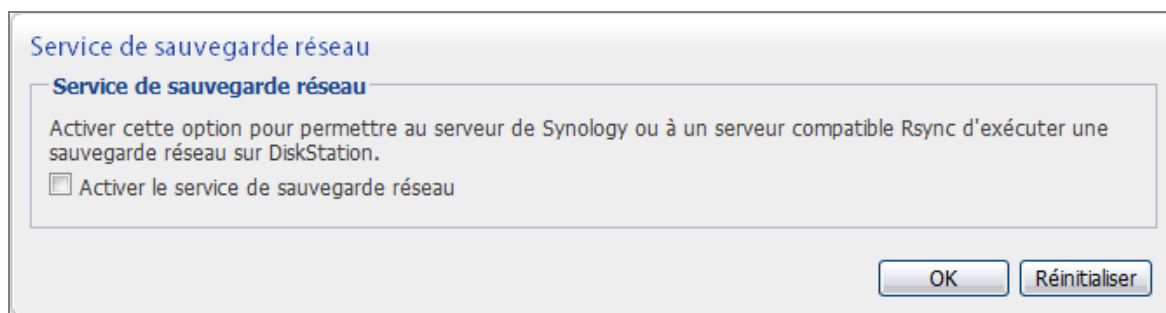 Service de sauvegarde réseau
Service de sauvegarde réseau
Activer cette option pour permettre au serveur de Synology ou à un serveur compatible Rsync d'exécuter une
sauvegarde réseau sur DiskStation.
Activer le service de sauvegarde réseau
OK Réinitialiser